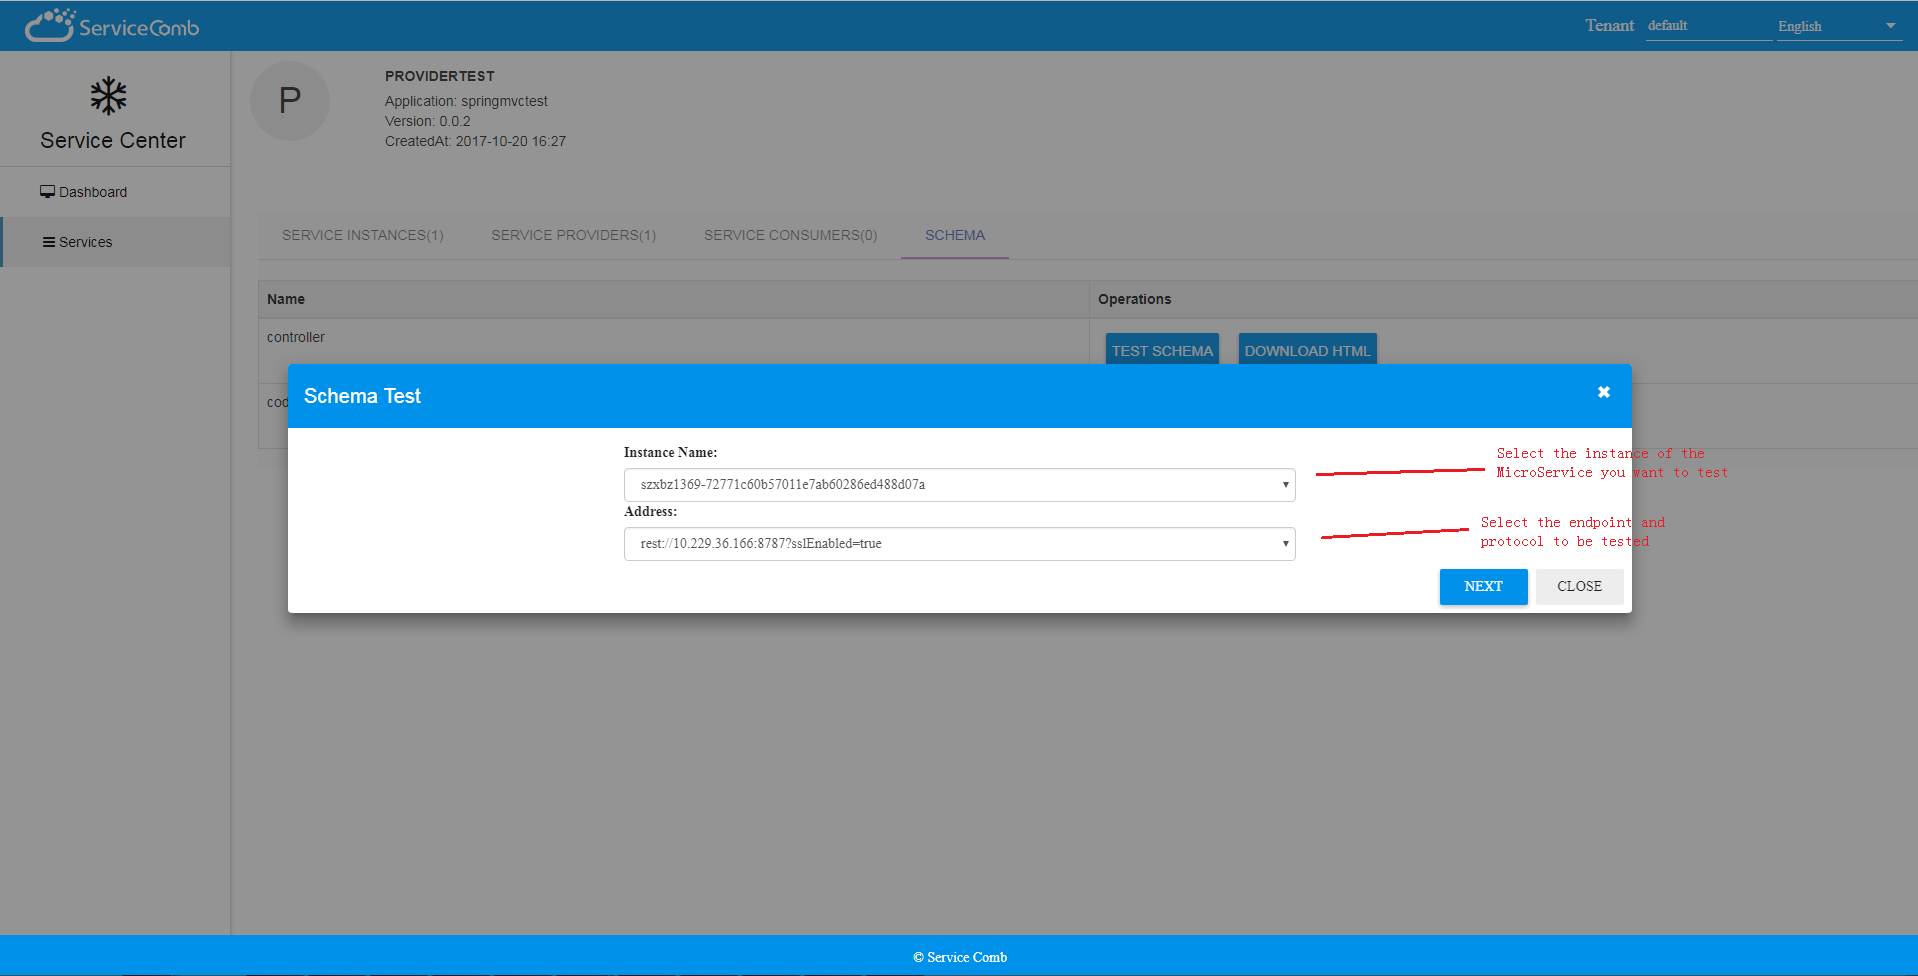 ServiceComb
Tenant default English
Service Center
Dashboard
Services
P
PROVIDERTEST
Application: springmvctest
Version: 0.0.2
CreatedAt: 2017-10-20 16:27
SERVICE INSTANCES(1) SERVICE PROVIDERS(1) SERVICE CONSUMERS(0) SCHEMA
Name Operations
controller TEST SCHEMA DOWNLOAD HTML
cod
Schema Test
Instance Name:
szxbz1369-72771c60b57011e7ab60286ed488d07a
Select the instance of the
MicroService you want to test
Address:
rest://10.229.36.166:8787?sslEnabled=true
Select the endpoint and
protocol to be tested
NEXT CLOSE
© Service Comb